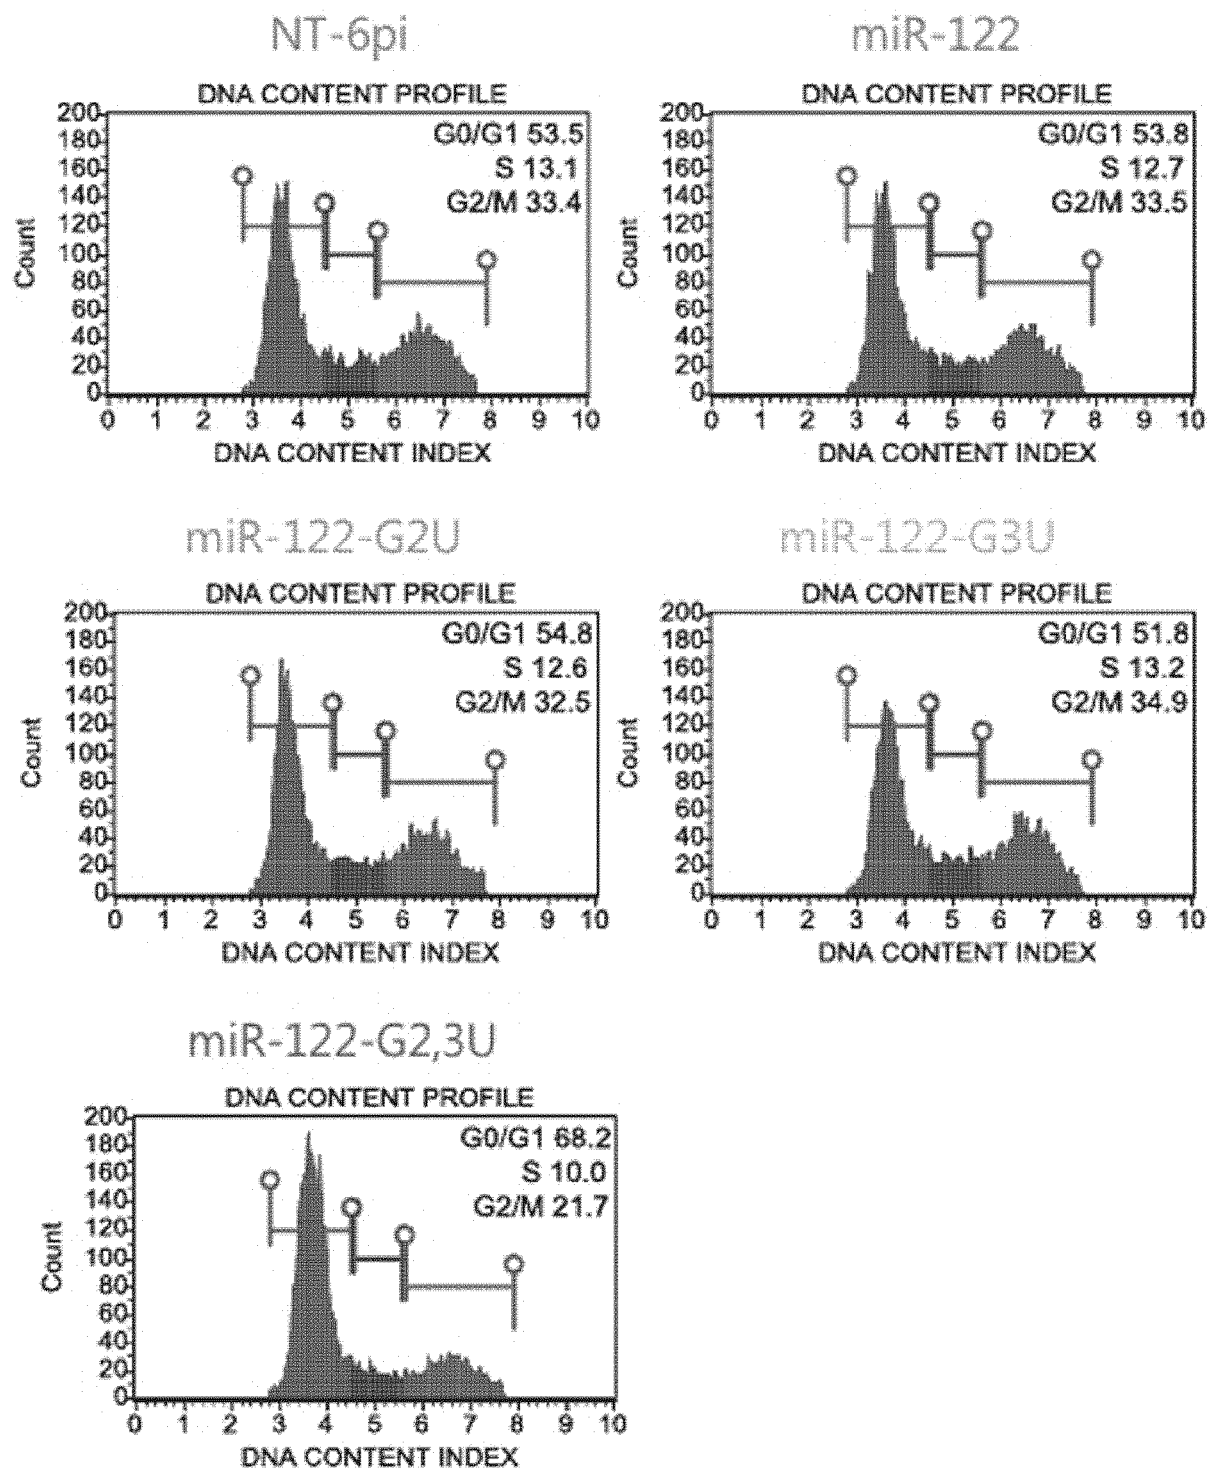 NT-6pi
DNA CONTENT PROFILE
G0/G1 53.5
S 13.1
G2/M 33.4
Count
200
180
160
140
120
100
80
60
40
20
0
0 1 2 3 4 5 6 7 8 9 10
DNA CONTENT INDEX
miR-122
DNA CONTENT PROFILE
G0/G1 53.8
S 12.7
G2/M 33.5
Count
200
180
160
140
120
100
80
60
40
20
0
0 1 2 3 4 5 6 7 8 9 10
DNA CONTENT INDEX
miR-122-G2U
DNA CONTENT PROFILE
G0/G1 54.8
S 12.6
G2/M 32.5
Count
200
180
160
140
120
100
80
60
40
20
0
0 1 2 3 4 5 6 7 8 9 10
DNA CONTENT INDEX
miR-122-G3U
DNA CONTENT PROFILE
G0/G1 51.8
S 13.2
G2/M 34.9
Count
200
180
160
140
120
100
80
60
40
20
0
0 1 2 3 4 5 6 7 8 9 10
DNA CONTENT INDEX
miR-122-G2,3U
DNA CONTENT PROFILE
G0/G1 68.2
S 10.0
G2/M 21.7
Count
200
180
160
140
120
100
80
60
40
20
0
0 1 2 3 4 5 6 7 8 9 10
DNA CONTENT INDEX